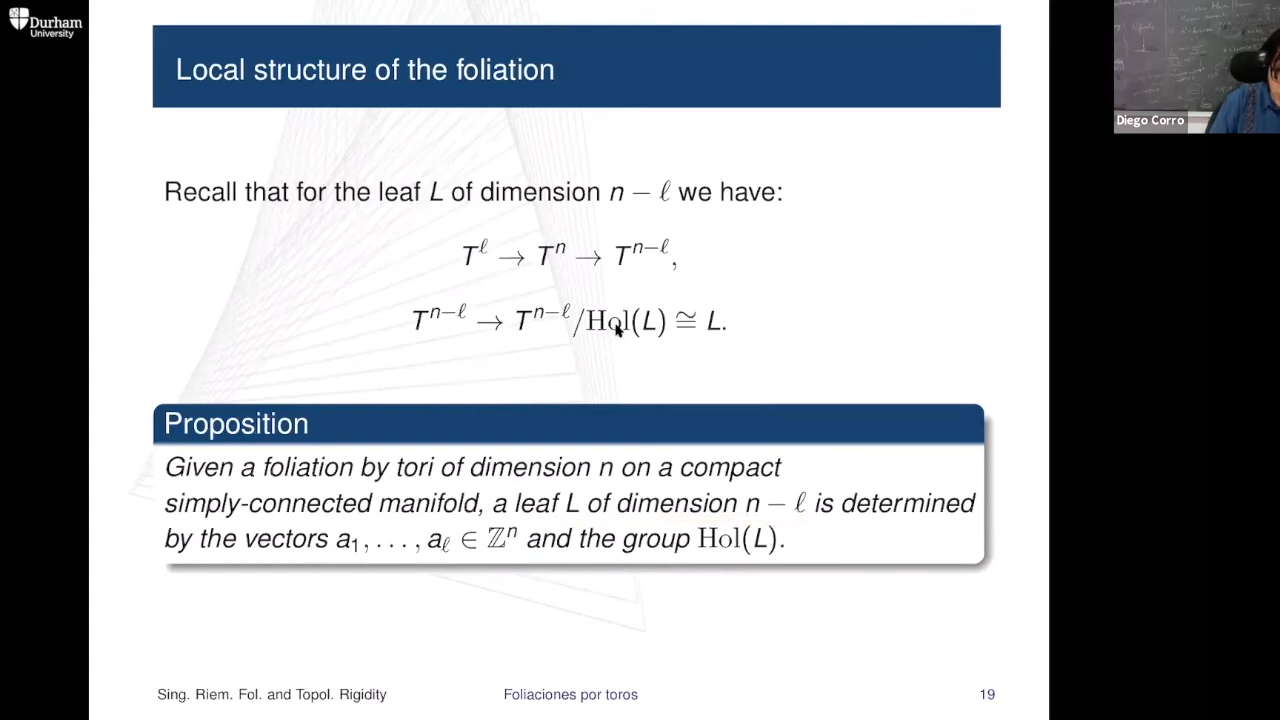 Durham
University
Local structure of the foliation
Diego Corro
Recall that for the leaf L of dimension n − ℓ we have:
T^ℓ → T^n → T^{n−ℓ},
T^{n−ℓ} → T^{n−ℓ}/Hol(L) ≅ L.
Proposition
Given a foliation by tori of dimension n on a compact
simply-connected manifold, a leaf L of dimension n − ℓ is determined
by the vectors a₁, . . . , a_ℓ ∈ ℤⁿ and the group Hol(L).
Sing. Riem. Fol. and Topol. Rigidity
Foliaciones por toros
19